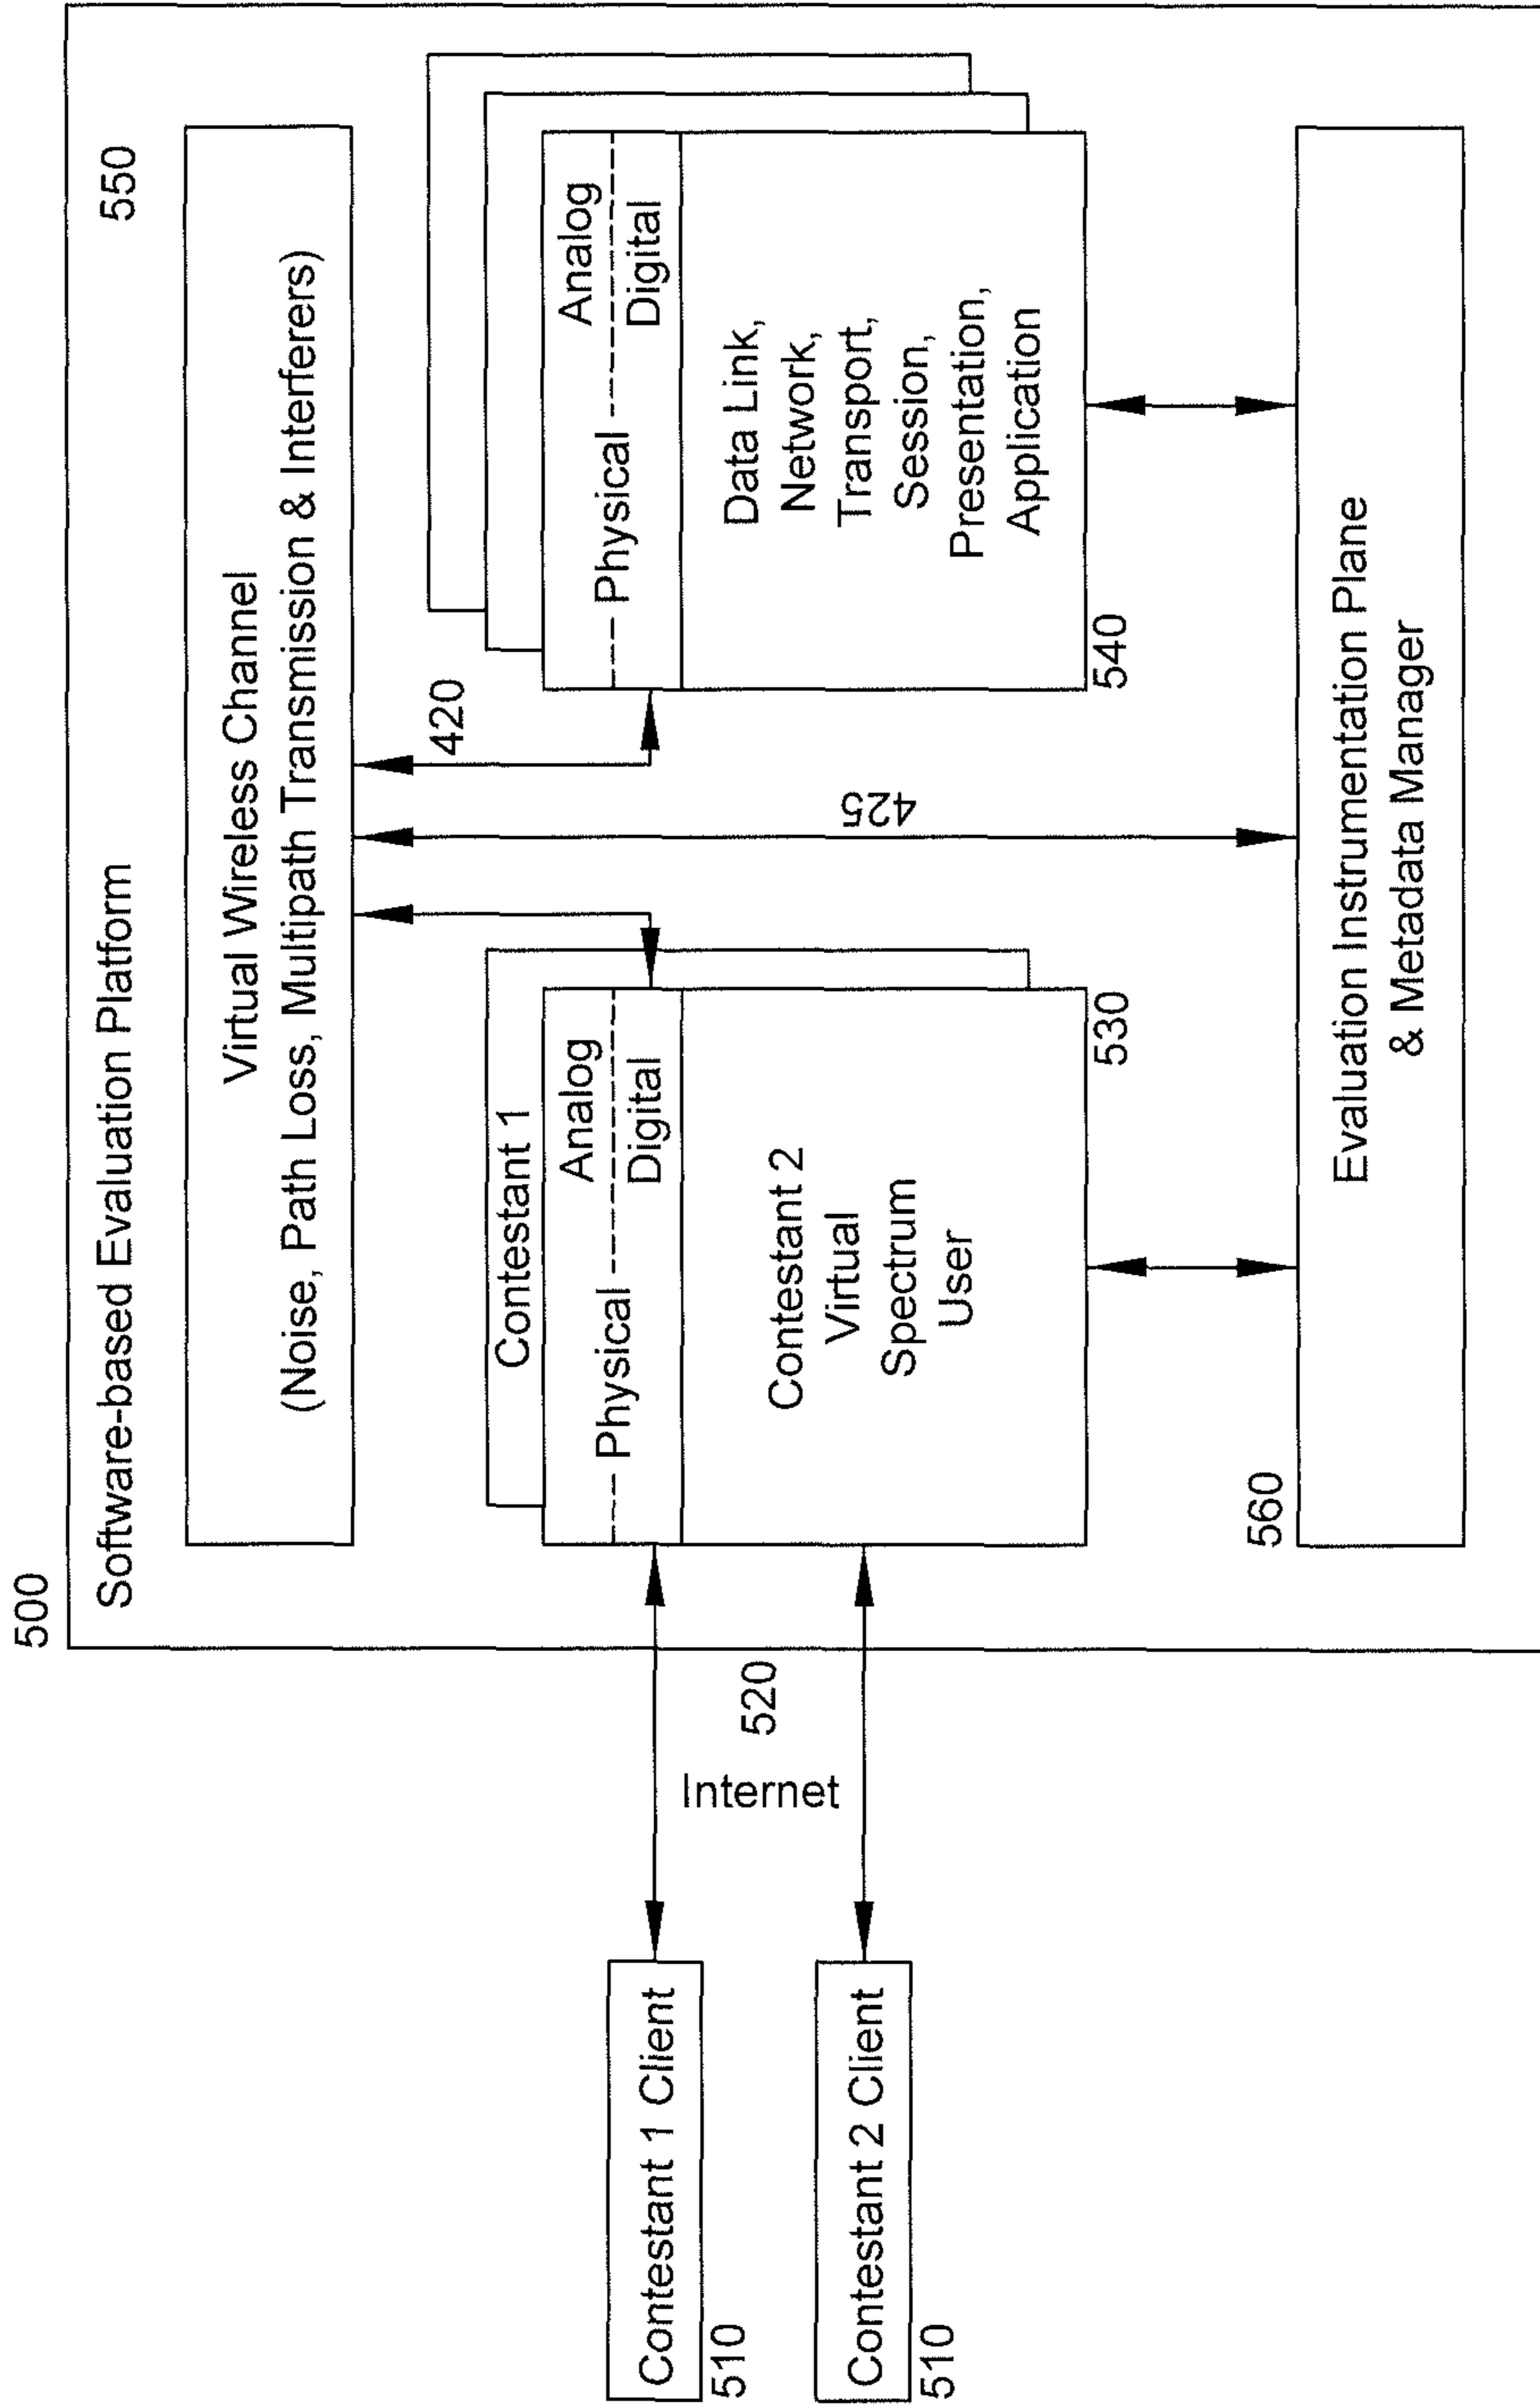 500
Software-based Evaluation Platform
550
Virtual Wireless Channel
(Noise, Path Loss, Multipath Transmission & Interferers)
420
425
Contestant 1
Analog
Physical
Digital
Contestant 2
Virtual
Spectrum
User
530
Analog
Physical
Digital
Data Link,
Network,
Transport,
Session,
Presentation,
Application
540
Contestant 1 Client
510
Contestant 2 Client
510
520
Internet
560
Evaluation Instrumentation Plane
& Metadata Manager